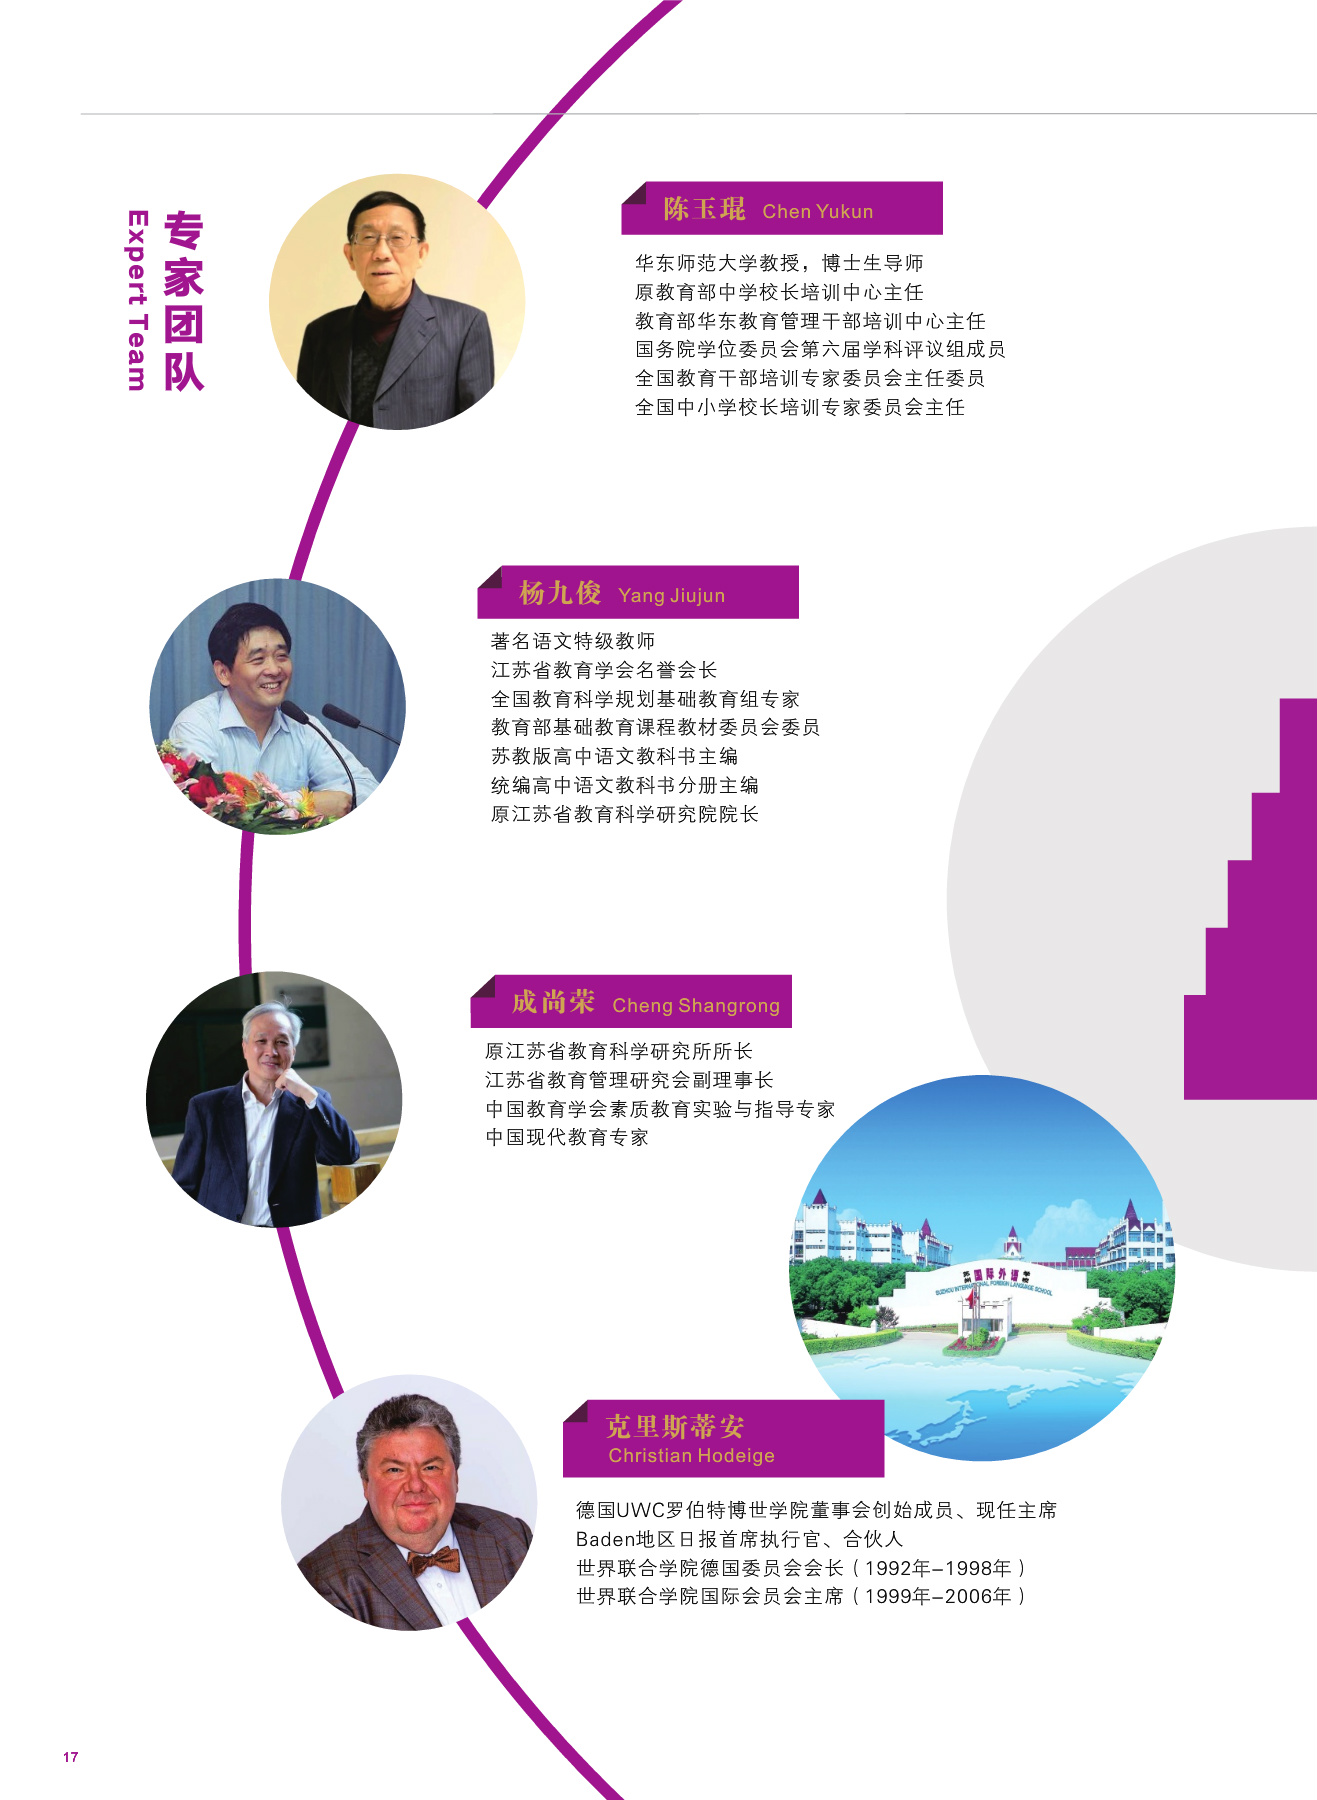 专家团队
Expert Team
陈玉琨 Chen Yukun
华东师范大学教授，博士生导师
原教育部中学校长培训中心主任
教育部华东教育管理干部培训中心主任
国务院学位委员会第六届学科评议组成员
全国教育干部培训专家委员会主任委员
全国中小学校长培训专家委员会主任
杨九俊 Yang Jiujun
著名语文特级教师
江苏省教育学会名誉会长
全国教育科学规划基础教育组专家
教育部基础教育课程教材委员会委员
苏教版高中语文教科书主编
统编高中语文教科书分册主编
原江苏省教育科学研究院院长
成尚荣 Cheng Shangrong
原江苏省教育科学研究所所长
江苏省教育管理研究会副理事长
中国教育学会素质教育实验与指导专家
中国现代教育专家
苏州国际外语学校
SUZHOU INTERNATIONAL FOREIGN LANGUAGE SCHOOL
克里斯蒂安
Christian Hodeige
德国UWC罗伯特博世学院董事会创始成员、现任主席
Baden地区日报首席执行官、合伙人
世界联合学院德国委员会会长（1992年–1998年）
世界联合学院国际会员会主席（1999年–2006年）
17